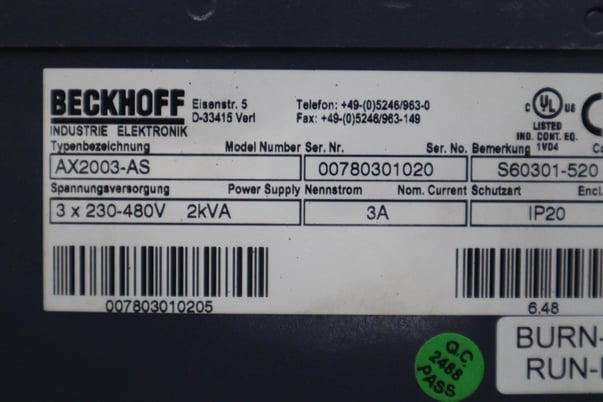 BECKHOFF Eisenstr. 5 Telefon: +49-(0)5246/963-0
D-33415 Verl Fax: +49-(0)5246/963-149
INDUSTRIE ELEKTRONIK
C UL US
LISTED
IND. CONT. EQ.
1VD4
Typenbezeichnung Model Number Ser. Nr. Ser. No. Bemerkung
AX2003-AS 00780301020 S60301-520
Spannungsversorgung Power Supply Nennstrom Nom. Current Schutzart Encl.
3 x 230-480V 2kVA 3A IP20
007803010205 6.48
Q.C.
2488
PASS
BURN-
RUN-